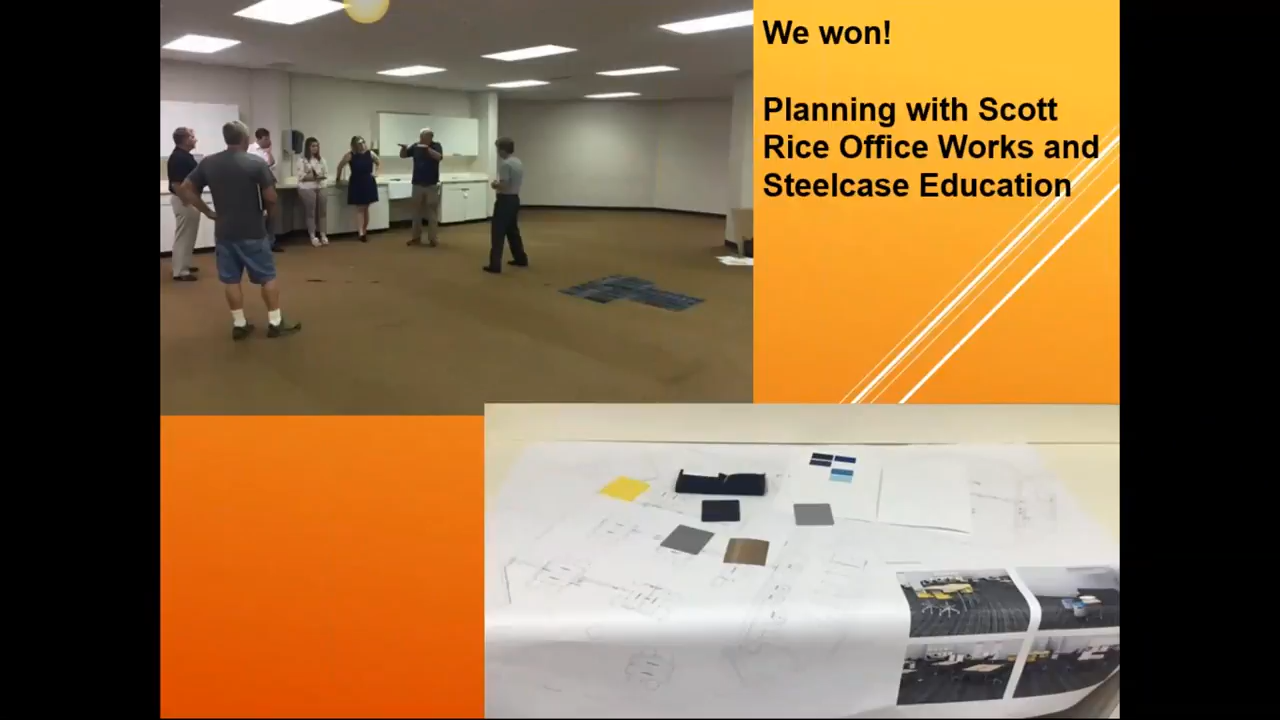 We won!
Planning with Scott
Rice Office Works and
Steelcase Education